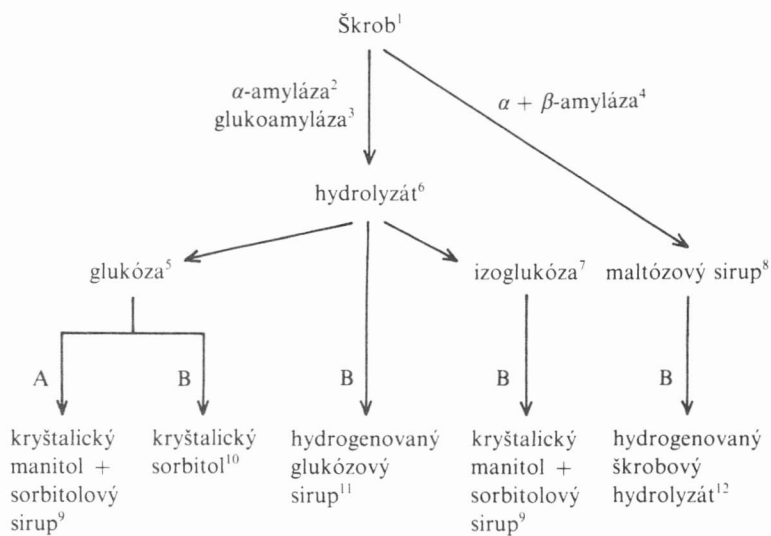 Škrob¹
α-amyláza²
glukoamyláza³
α + β-amyláza⁴
hydrolyzát⁶
glukóza⁵
izoglukóza⁷
maltózový sirup⁸
A
B
B
B
B
kryštalický
manitol +
sorbitolový
sirup⁹
kryštalický
sorbitol¹⁰
hydrogenovaný
glukózový
sirup¹¹
kryštalický
manitol +
sorbitolový
sirup⁹
hydrogenovaný
škrobový
hydrolyzát¹²